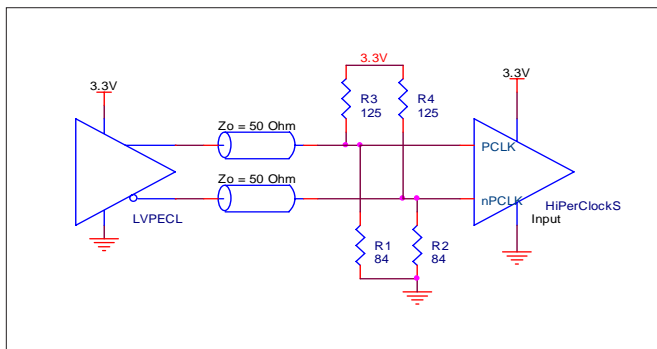 3.3V
3.3V
3.3V
R3
125
R4
125
Zo = 50 Ohm
PCLK
Zo = 50 Ohm
nPCLK
HiPerClockS
Input
LVPECL
R1
84
R2
84